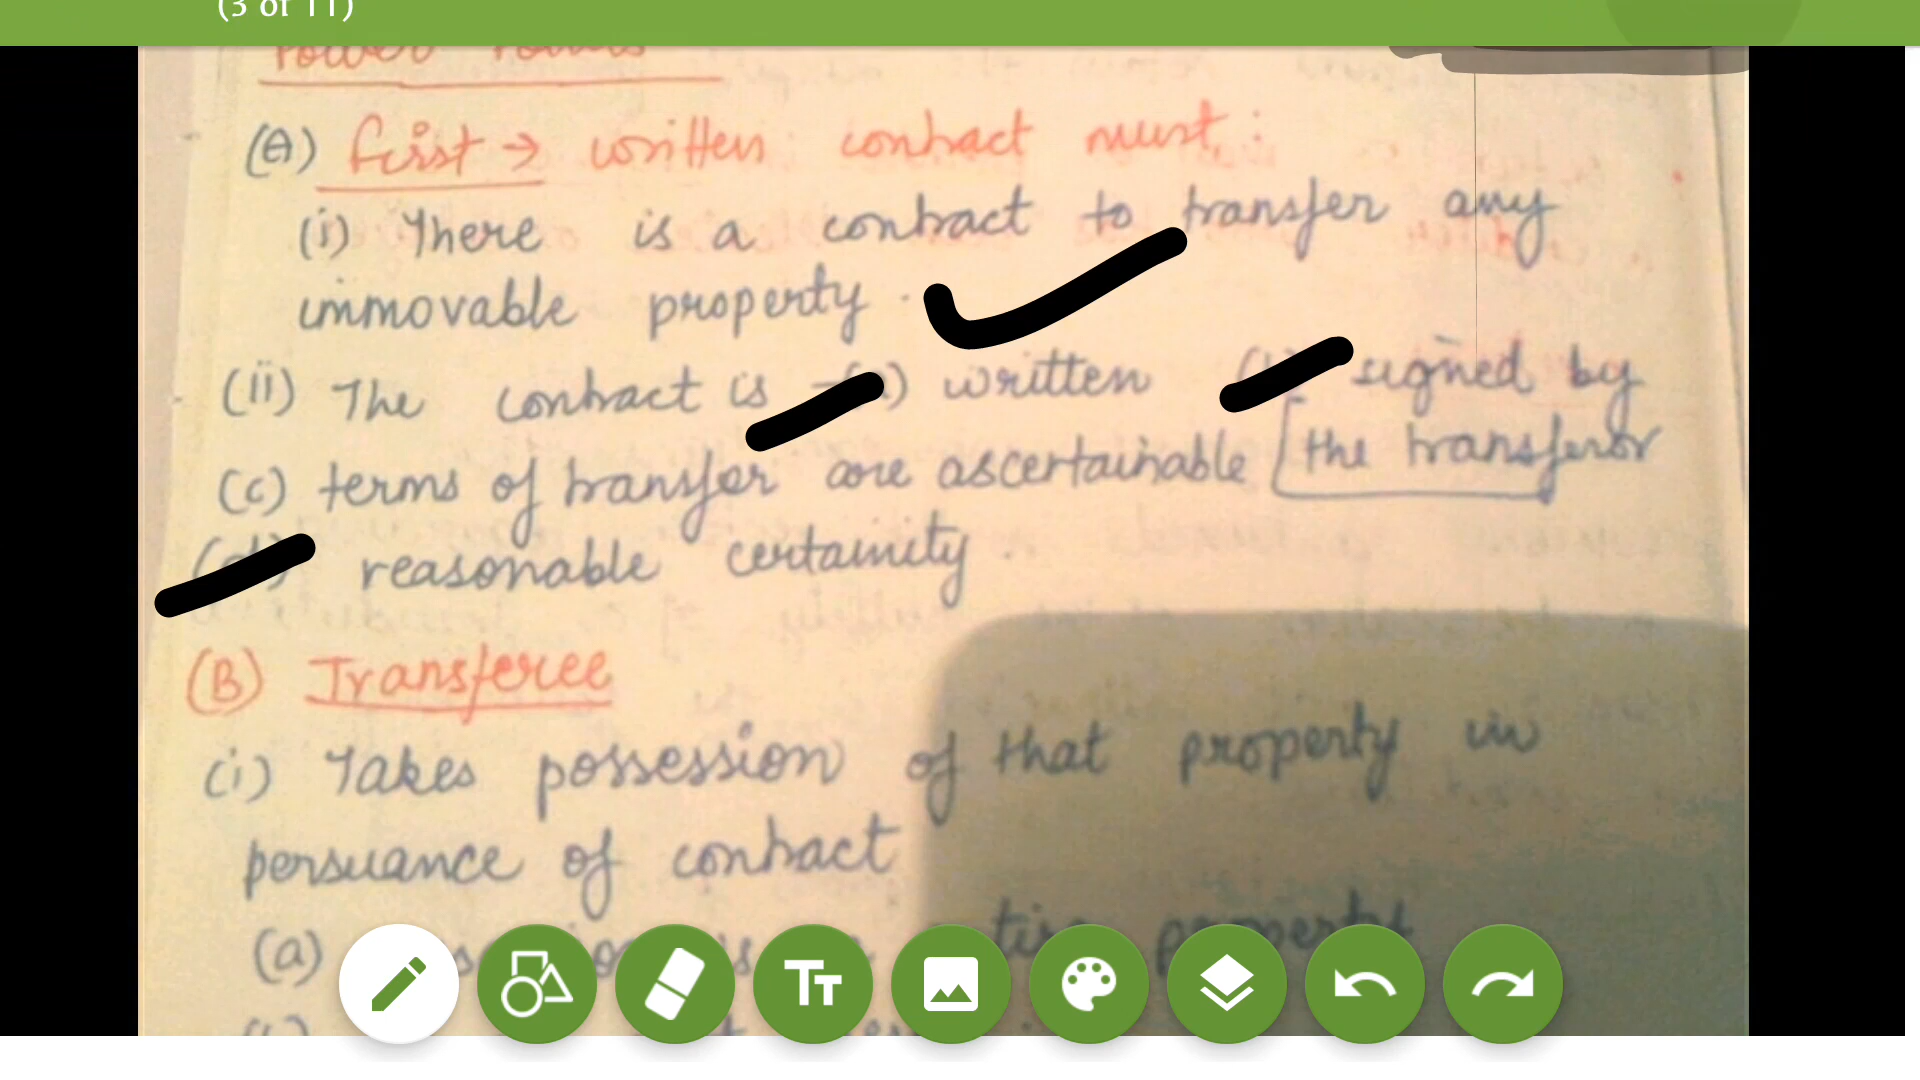 (3 of 11)
(A) First → written contract must :
(i) There is a contract to transfer any
immovable property .
(ii) The contract is written signed by
(c) terms of transfer are ascertainable [the transferor
reasonable certainity .
(B) Transferee
(i) Takes possession of that property in
persuance of contract
(a) property
TT